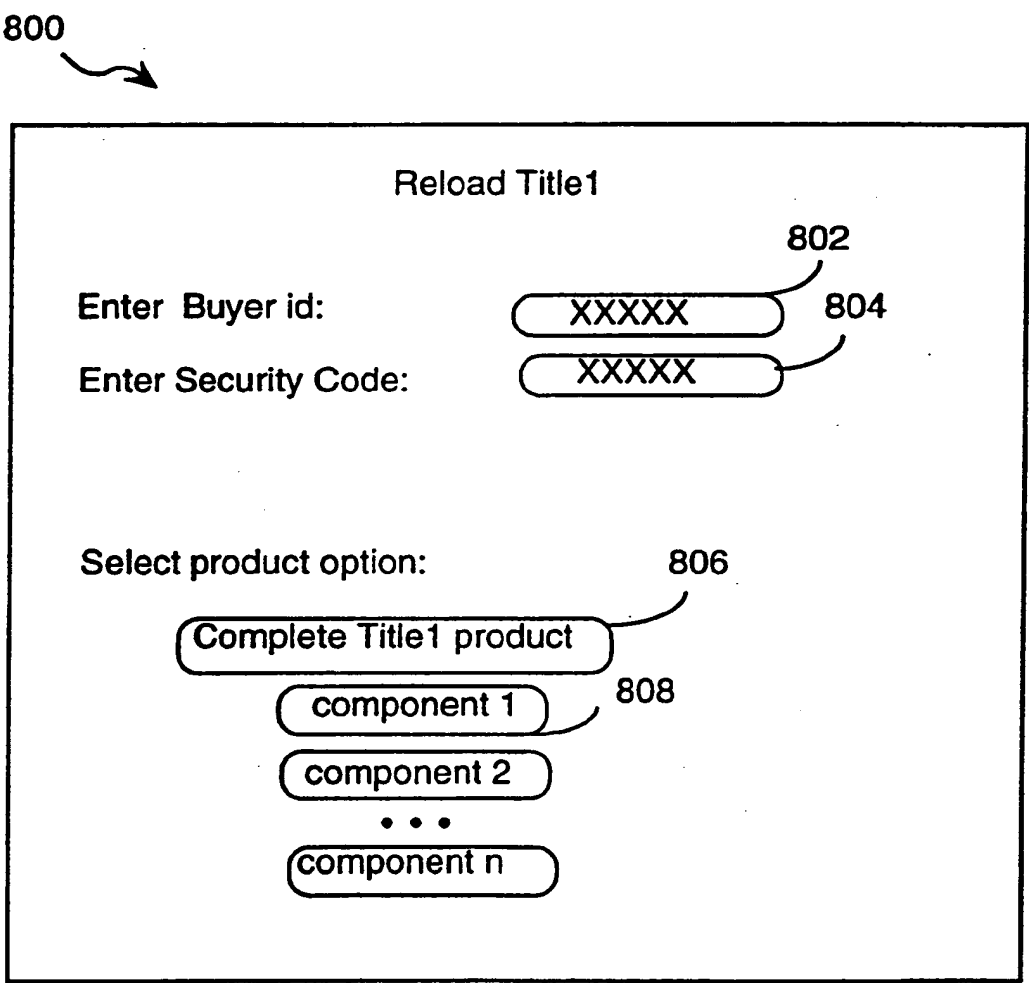 800
Reload Title1
802
Enter Buyer id: XXXXX
804
Enter Security Code: XXXXX
Select product option:
806
Complete Title1 product
component 1
808
component 2
• • •
component n